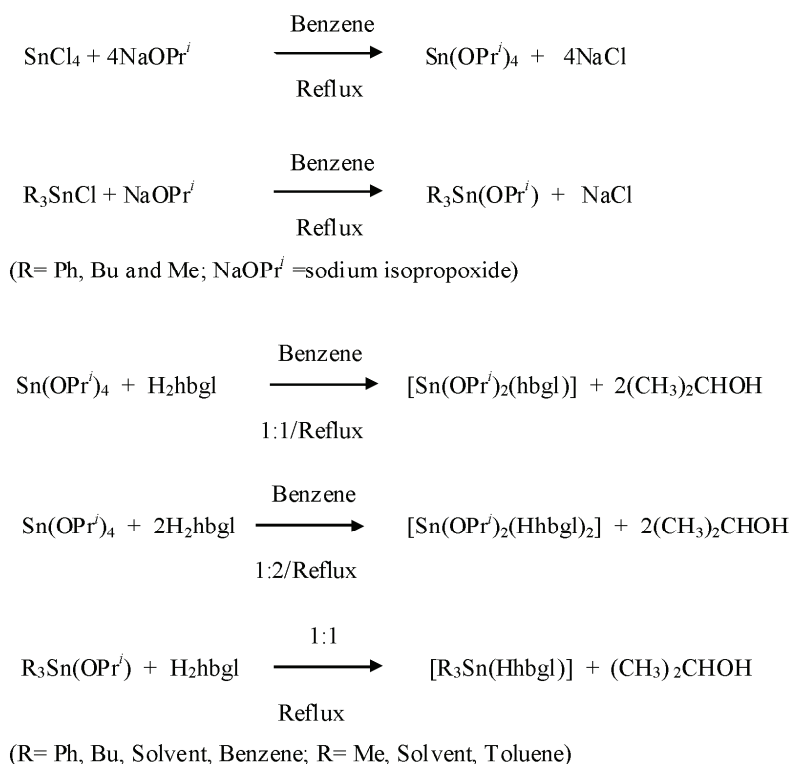 Benzene
SnCl₄ + 4NaOPrⁱ → Sn(OPrⁱ)₄ + 4NaCl
Reflux
Benzene
R₃SnCl + NaOPrⁱ → R₃Sn(OPrⁱ) + NaCl
Reflux
(R= Ph, Bu and Me; NaOPrⁱ =sodium isopropoxide)
Benzene
Sn(OPrⁱ)₄ + H₂hbgl → [Sn(OPrⁱ)₂(hbgl)] + 2(CH₃)₂CHOH
1:1/Reflux
Benzene
Sn(OPrⁱ)₄ + 2H₂hbgl → [Sn(OPrⁱ)₂(Hhbgl)₂] + 2(CH₃)₂CHOH
1:2/Reflux
1:1
R₃Sn(OPrⁱ) + H₂hbgl → [R₃Sn(Hhbgl)] + (CH₃)₂CHOH
Reflux
(R= Ph, Bu, Solvent, Benzene; R= Me, Solvent, Toluene)